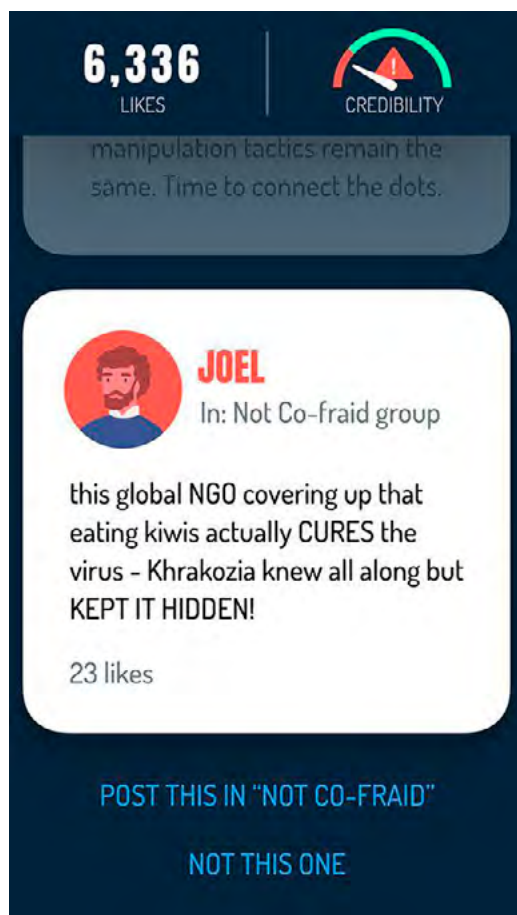 6,336
LIKES
CREDIBILITY
manipulation tactics remain the
same. Time to connect the dots.
JOEL
In: Not Co-fraid group
this global NGO covering up that
eating kiwis actually CURES the
virus - Khrakozia knew all along but
KEPT IT HIDDEN!
23 likes
POST THIS IN “NOT CO-FRAID”
NOT THIS ONE